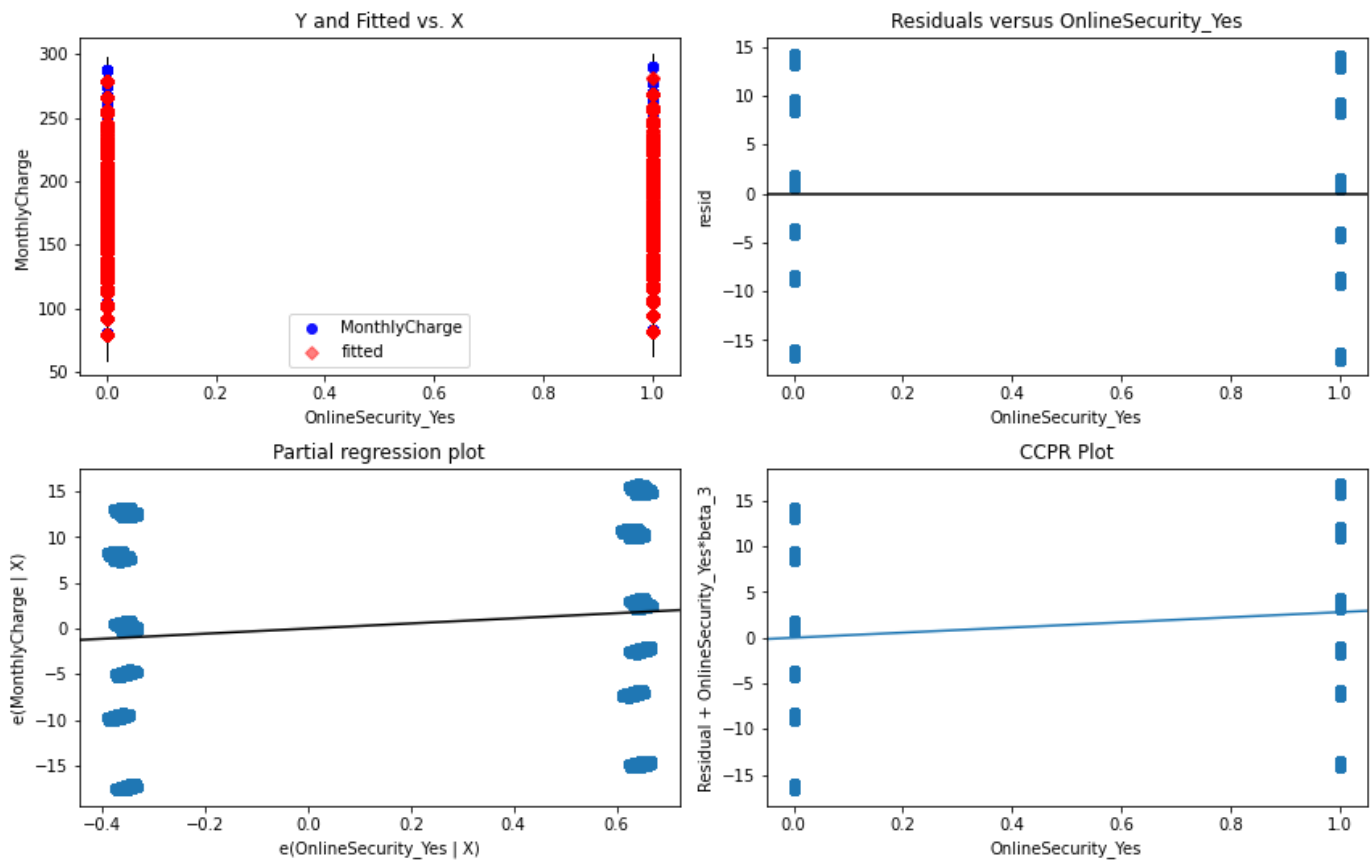 Y and Fitted vs. X
300
250
200
150
100
50
MonthlyCharge
MonthlyCharge
fitted
0.0 0.2 0.4 0.6 0.8 1.0
OnlineSecurity_Yes
Residuals versus OnlineSecurity_Yes
15
10
5
0
−5
−10
−15
resid
0.0 0.2 0.4 0.6 0.8 1.0
OnlineSecurity_Yes
Partial regression plot
15
10
5
0
−5
−10
−15
e(MonthlyCharge | X)
−0.4 −0.2 0.0 0.2 0.4 0.6
e(OnlineSecurity_Yes | X)
CCPR Plot
15
10
5
0
−5
−10
−15
Residual + OnlineSecurity_Yes*beta_3
0.0 0.2 0.4 0.6 0.8 1.0
OnlineSecurity_Yes